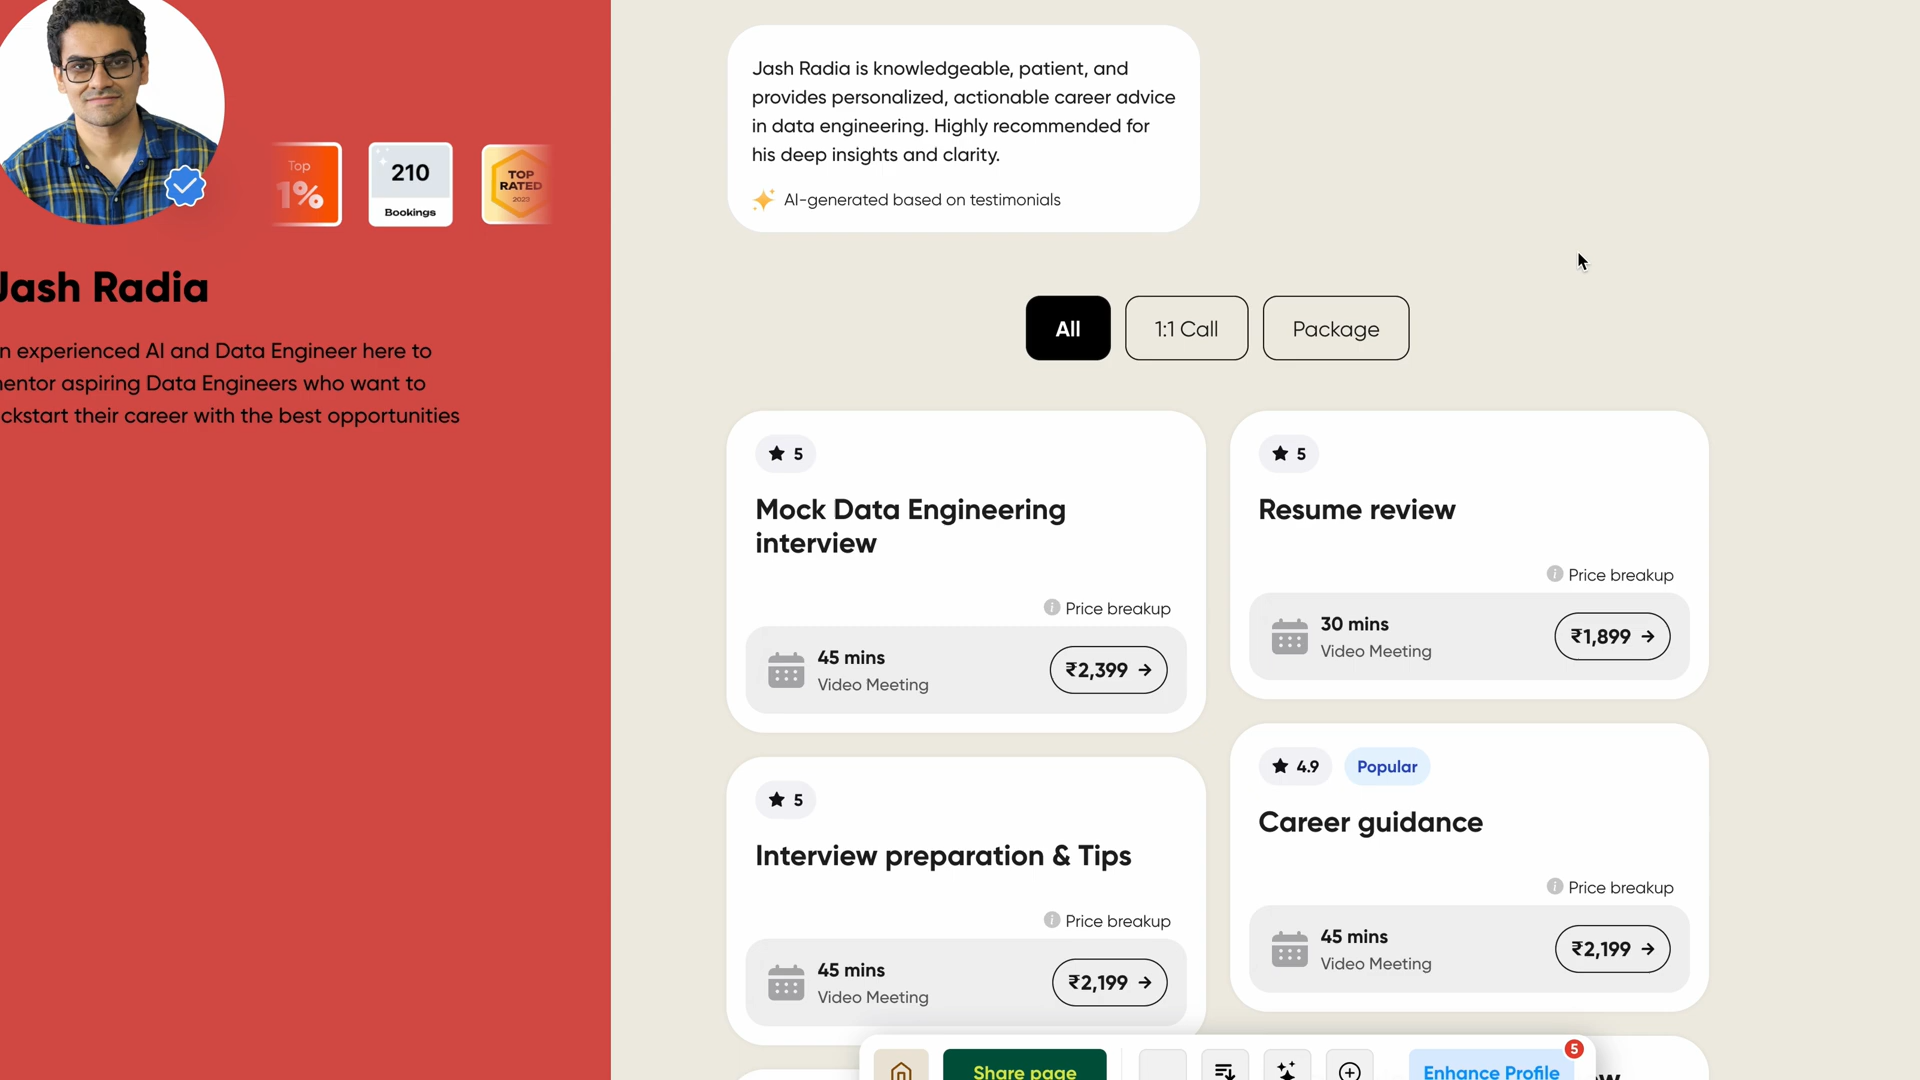 Top
1%
210
Bookings
TOP
RATED
2023
Jash Radia
n experienced AI and Data Engineer here to
mentor aspiring Data Engineers who want to
ckstart their career with the best opportunities
Jash Radia is knowledgeable, patient, and
provides personalized, actionable career advice
in data engineering. Highly recommended for
his deep insights and clarity.
AI-generated based on testimonials
All
1:1 Call
Package
5
Mock Data Engineering
interview
Price breakup
45 mins
Video Meeting
₹2,399
5
Resume review
Price breakup
30 mins
Video Meeting
₹1,899
5
Interview preparation & Tips
Price breakup
45 mins
Video Meeting
₹2,199
4.9
Popular
Career guidance
Price breakup
45 mins
Video Meeting
₹2,199
Share page
Enhance Profile
5